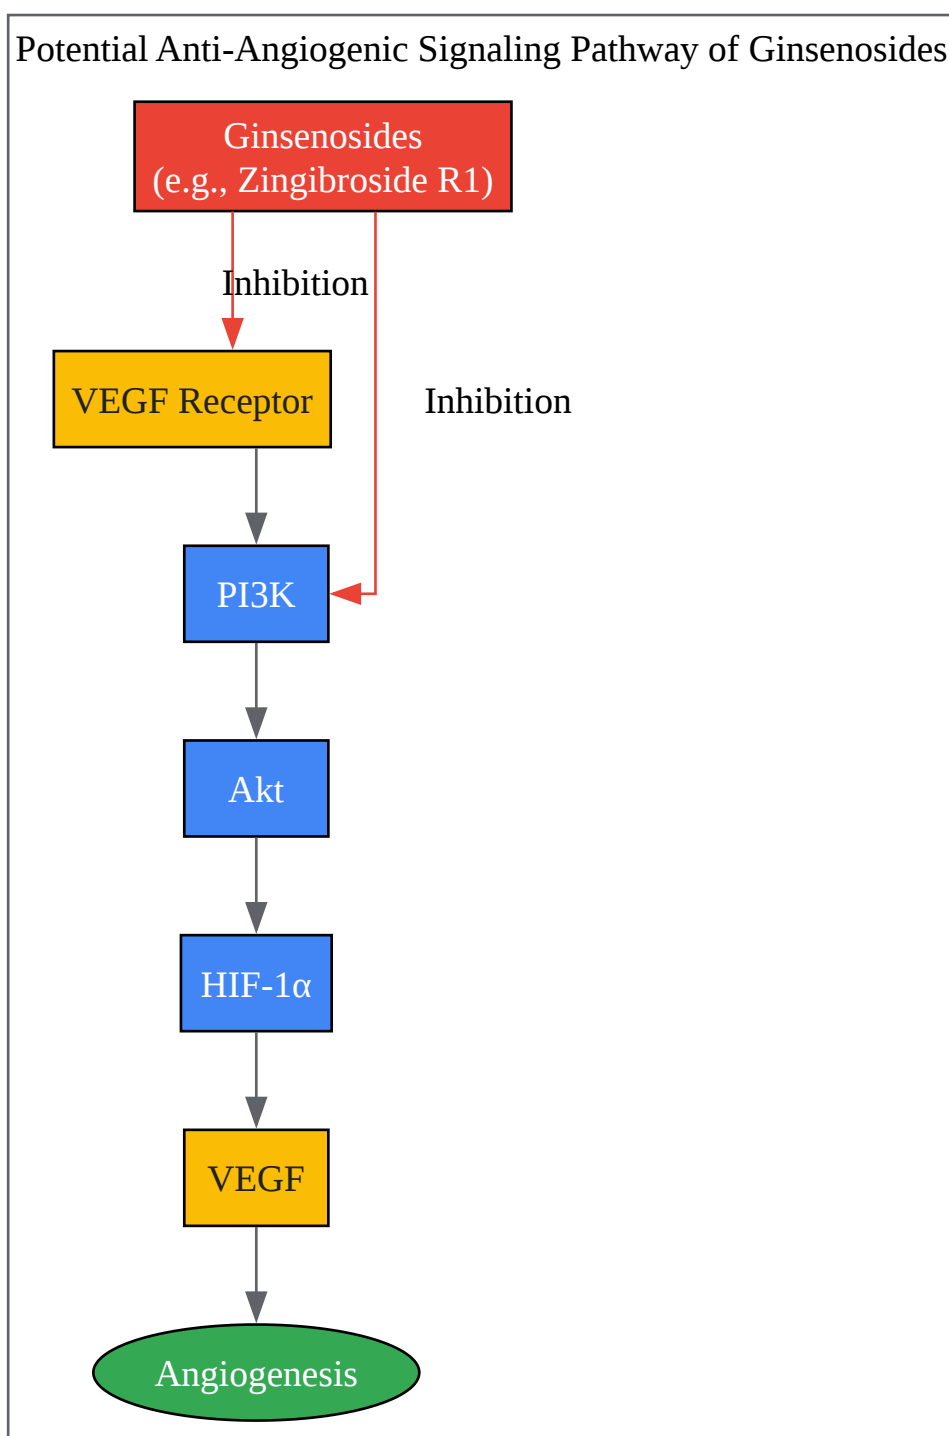 Potential Anti-Angiogenic Signaling Pathway of Ginsenosides
Ginsenosides
(e.g., Zingibroside R1)
Inhibition
VEGF Receptor
Inhibition
PI3K
Akt
HIF-1α
VEGF
Angiogenesis